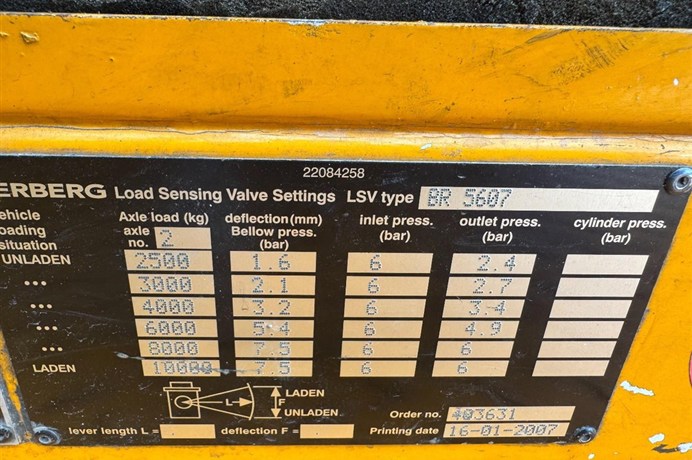 22084258
ERBERG Load Sensing Valve Settings LSV type BR 5607
ehicle Axle load (kg) deflection(mm) inlet press. outlet press. cylinder press.
oading axle Bellow press. (bar) (bar) (bar)
situation no. 2 (bar)
UNLADEN 2500 1.6 6 2.4
... 3000 2.1 6 2.7
... 4000 3.2 6 3.4
... 6000 5.4 6 4.9
... 8000 7.5 6 6
LADEN 10000 7.5 6 6
LADEN
L F
UNLADEN
Order no. 403631
lever length L = . deflection F = . Printing date 16-01-2007